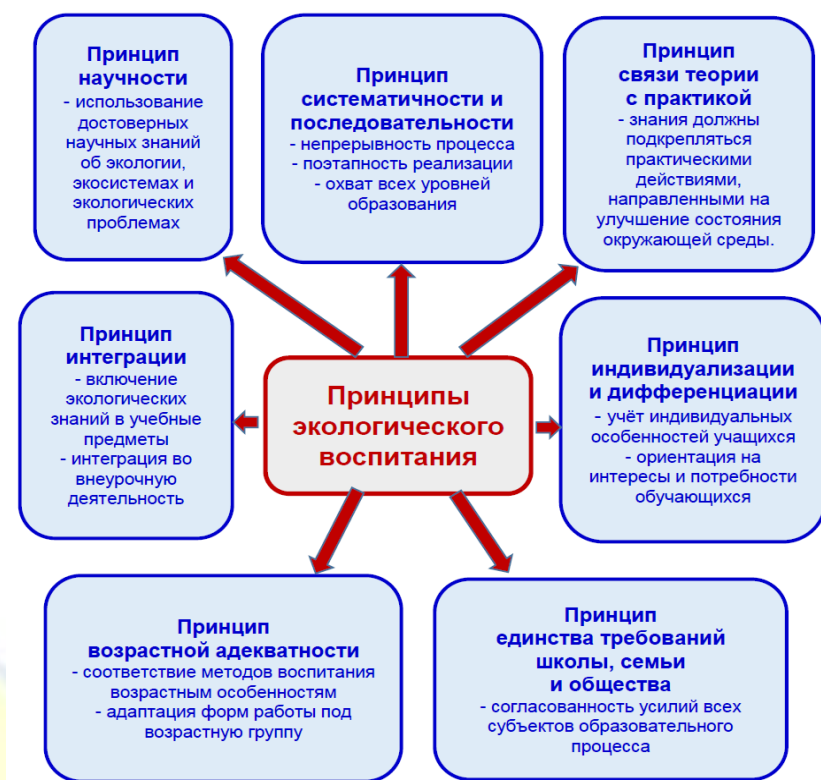 Принцип
научности
- использование
достоверных
научных знаний
об экологии,
экосистемах и
экологических
проблемах
Принцип
систематичности и
последовательности
- непрерывность процесса
- поэтапность реализации
- охват всех уровней
образования
Принцип
связи теории
с практикой
- знания должны
подкрепляться
практическими
действиями,
направленными на
улучшение состояния
окружающей среды.
Принцип
интеграции
- включение
экологических
знаний в учебные
предметы
- интеграция во
внеурочную
деятельность
Принципы
экологического
воспитания
Принцип
индивидуализации
и дифференциации
- учёт индивидуальных
особенностей учащихся
- ориентация на
интересы и потребности
обучающихся
Принцип
возрастной адекватности
- соответствие методов воспитания
возрастным особенностям
- адаптация форм работы под
возрастную группу
Принцип
единства требований
школы, семьи
и общества
- согласованность усилий всех
субъектов образовательного
процесса